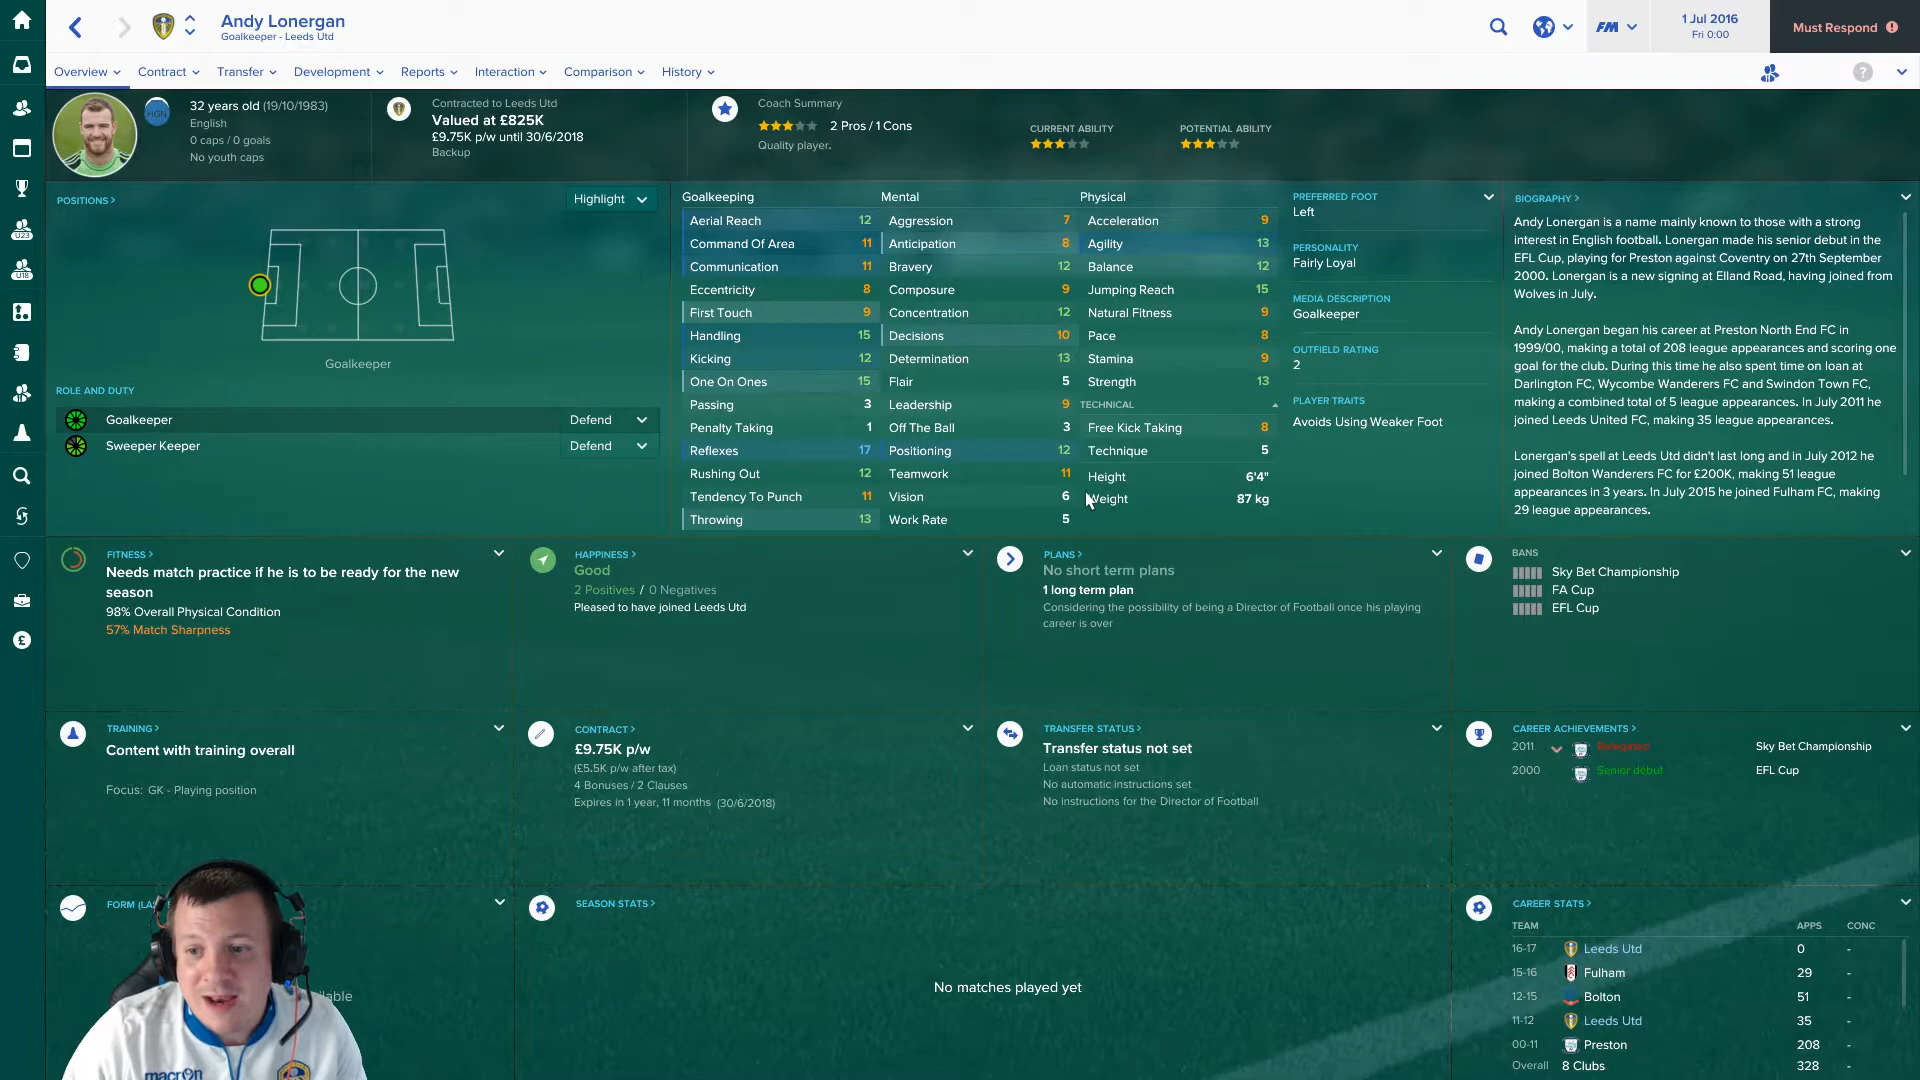 Andy Lonergan
Goalkeeper - Leeds Utd
FM
1 Jul 2016
Fri 0:00
Must Respond
Overview
Contract
Transfer
Development
Reports
Interaction
Comparison
History
HGN
32 years old (19/10/1983)
English
0 caps / 0 goals
No youth caps
Contracted to Leeds Utd
Valued at £825K
£9.75K p/w until 30/6/2018
Backup
Coach Summary
2 Pros / 1 Cons
Quality player.
CURRENT ABILITY
POTENTIAL ABILITY
U23
U18
POSITIONS >
Highlight
Goalkeeper
ROLE AND DUTY
Goalkeeper Defend
Sweeper Keeper Defend
Goalkeeping
Aerial Reach 12
Command Of Area 11
Communication 11
Eccentricity 8
First Touch 9
Handling 15
Kicking 12
One On Ones 15
Passing 3
Penalty Taking 1
Reflexes 17
Rushing Out 12
Tendency To Punch 11
Throwing 13
Mental
Aggression 7
Anticipation 8
Bravery 12
Composure 9
Concentration 12
Decisions 10
Determination 13
Flair 5
Leadership 9
Off The Ball 3
Positioning 12
Teamwork 11
Vision 6
Work Rate 5
Physical
Acceleration 9
Agility 13
Balance 12
Jumping Reach 15
Natural Fitness 9
Pace 8
Stamina 9
Strength 13
TECHNICAL
Free Kick Taking 8
Technique 5
Height 6'4"
Weight 87 kg
PREFERRED FOOT
Left
PERSONALITY
Fairly Loyal
MEDIA DESCRIPTION
Goalkeeper
OUTFIELD RATING
2
PLAYER TRAITS
Avoids Using Weaker Foot
BIOGRAPHY >
Andy Lonergan is a name mainly known to those with a strong
interest in English football. Lonergan made his senior debut in the
EFL Cup, playing for Preston against Coventry on 27th September
2000. Lonergan is a new signing at Elland Road, having joined from
Wolves in July.
Andy Lonergan began his career at Preston North End FC in
1999/00, making a total of 208 league appearances and scoring one
goal for the club. During this time he also spent time on loan at
Darlington FC, Wycombe Wanderers FC and Swindon Town FC,
making a combined total of 5 league appearances. In July 2011 he
joined Leeds United FC, making 35 league appearances.
Lonergan's spell at Leeds Utd didn't last long and in July 2012 he
joined Bolton Wanderers FC for £200K, making 51 league
appearances in 3 years. In July 2015 he joined Fulham FC, making
29 league appearances.
FITNESS >
Needs match practice if he is to be ready for the new
season
98% Overall Physical Condition
57% Match Sharpness
HAPPINESS >
Good
2 Positives / 0 Negatives
Pleased to have joined Leeds Utd
PLANS >
No short term plans
1 long term plan
Considering the possibility of being a Director of Football once his playing
career is over
BANS
Sky Bet Championship
FA Cup
EFL Cup
TRAINING >
Content with training overall
Focus: GK - Playing position
CONTRACT >
£9.75K p/w
(£5.5K p/w after tax)
4 Bonuses / 2 Clauses
Expires in 1 year, 11 months (30/6/2018)
TRANSFER STATUS >
Transfer status not set
Loan status not set
No automatic instructions set
No instructions for the Director of Football
CAREER ACHIEVEMENTS >
2011 Relegated Sky Bet Championship
2000 Senior début EFL Cup
FORM (LA
SEASON STATS >
No matches played yet
CAREER STATS >
TEAM APPS CONC
16-17 Leeds Utd 0 -
15-16 Fulham 29 -
12-15 Bolton 51 -
11-12 Leeds Utd 35 -
00-11 Preston 208 -
Overall 8 Clubs 328 -
macron